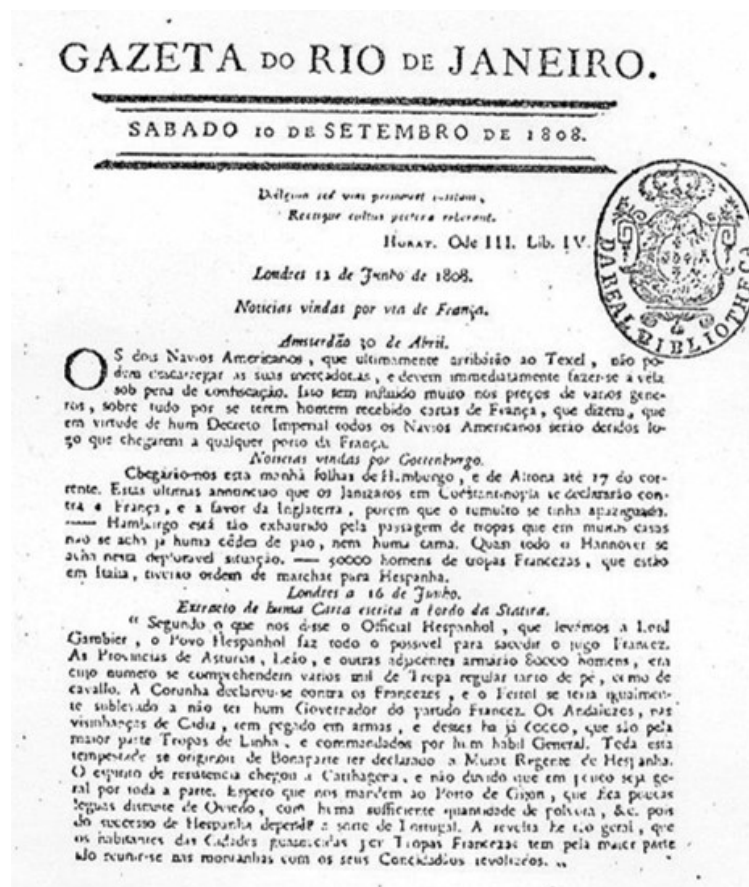 GAZETA DO RIO DE JANEIRO.
SABADO 10 DE SETEMBRO DE 1808.
Doctrina sed vim promovet insitam,
Rectique cultus pectora roborant.
HORAT. Ode III. Lib. IV.
DA REAL BIBLIOTHECA
Londres 12 de Junho de 1808.
Noticias vindas por via de França.
Amsterdão 30 de Abril.
OS dois Navios Americanos, que ultimamente arribárão ao Texel, não po-
dem descarregar as suas mercadorias, e devem immediatamente fazer-se á véla
sob pena de confiscação. Isto tem influido muito nos preços de varios gene-
ros, sobre tudo por se terem hontem recebido cartas de França, que dizem, que
em virtude de hum Decreto Imperial todos os Navios Americanos serão detidos lo-
go que chegarem a qualquer porto da França.
Noticias vindas por Gottenburgo.
Chegárão-nos esta manhã folhas de Hamburgo, e de Altona até 17 do cor-
rente. Estas ultimas annuncião que os Janizaros em Constantinopla se declarárão con-
tra a França, e a favor da Inglaterra, porém que o tumulto se tinha apaziguado.
—— Hamburgo está tão exhaurido pela passagem de tropas que em muitas casas
não se acha já huma côdea de pão, nem huma cama. Quasi todo o Hannover se
acha nesta deploravel situação. —— 50000 homens de tropas Francezas, que estão
em Italia, tiverão ordem de marchar para Hespanha.
Londres a 16 de Junho.
Extracto de huma Carta escrita a bordo da Statira.
“ Segundo o que nos disse o Official Hespanhol, que levámos a Lord
Gambier, o Povo Hespanhol faz todo o possivel para sacudir o jugo Francez.
As Provincias de Asturias, Leão, e outras adjacentes armárão 80000 homens, em
cujo numero se comprehendem varios mil de Tropa regular tanto de pé, como de
cavallo. A Corunha declarou-se contra os Francezes, e o Ferrol se teria igualmen-
te sublevado a não ter hum Governador do partido Francez. Os Andaluzes, nas
visinhanças de Cadiz, tem pegado em armas, e destes ha já 60000, que são pela
maior parte Tropas de Linha, e commandados por hum habil General. Toda esta
tempestade se originou de Bonaparte ter declarado a Murat Regente de Hespanha.
O espirito de resistencia chegou a Carthagena, e não duvido que em pouco seja ge-
ral por toda a parte. Espero que nos mandem ao Porto de Gijon, que fica poucas
leguas distante de Oviedo, com huma sufficiente quantidade de polvora, &c. pois
do successo de Hespanha depende a sorte de Portugal. A revolta he tão geral, que
os habitantes das Cidades guarnecidas por Tropas Francezas tem pela maior parte
ido reunir-se nas montanhas com os seus Concidadãos revoltados. „